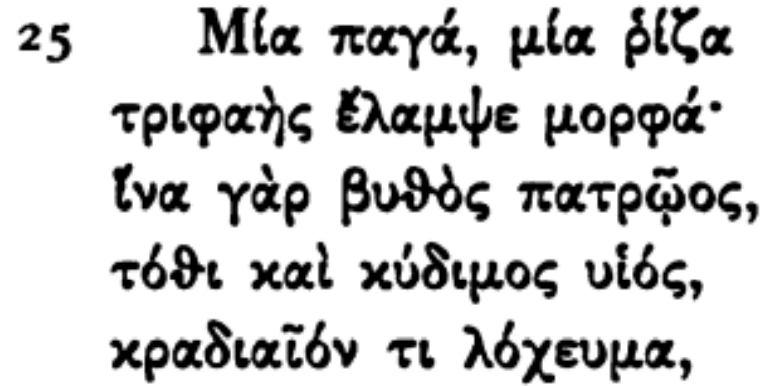 25 Μία παγά, μία ῥίζα
τριφαὴς ἔλαμψε μορφά·
ἵνα γὰρ βυθὸς πατρῷος,
τόθι καὶ κύδιμος υἱός,
κραδιαῖόν τι λόχευμα,